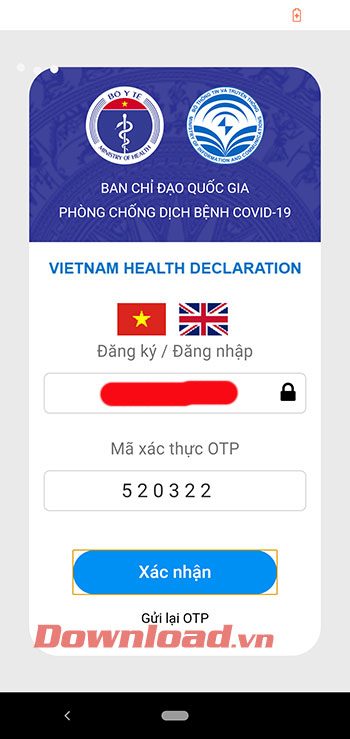 BỘ Y TẾ
MINISTRY OF HEALTH
BỘ THÔNG TIN VÀ TRUYỀN THÔNG
MINISTRY OF INFORMATION AND COMMUNICATIONS
BAN CHỈ ĐẠO QUỐC GIA
PHÒNG CHỐNG DỊCH BỆNH COVID-19
VIETNAM HEALTH DECLARATION
Đăng ký / Đăng nhập
Mã xác thực OTP
520322
Xác nhận
Gửi lại OTP
Download.vn